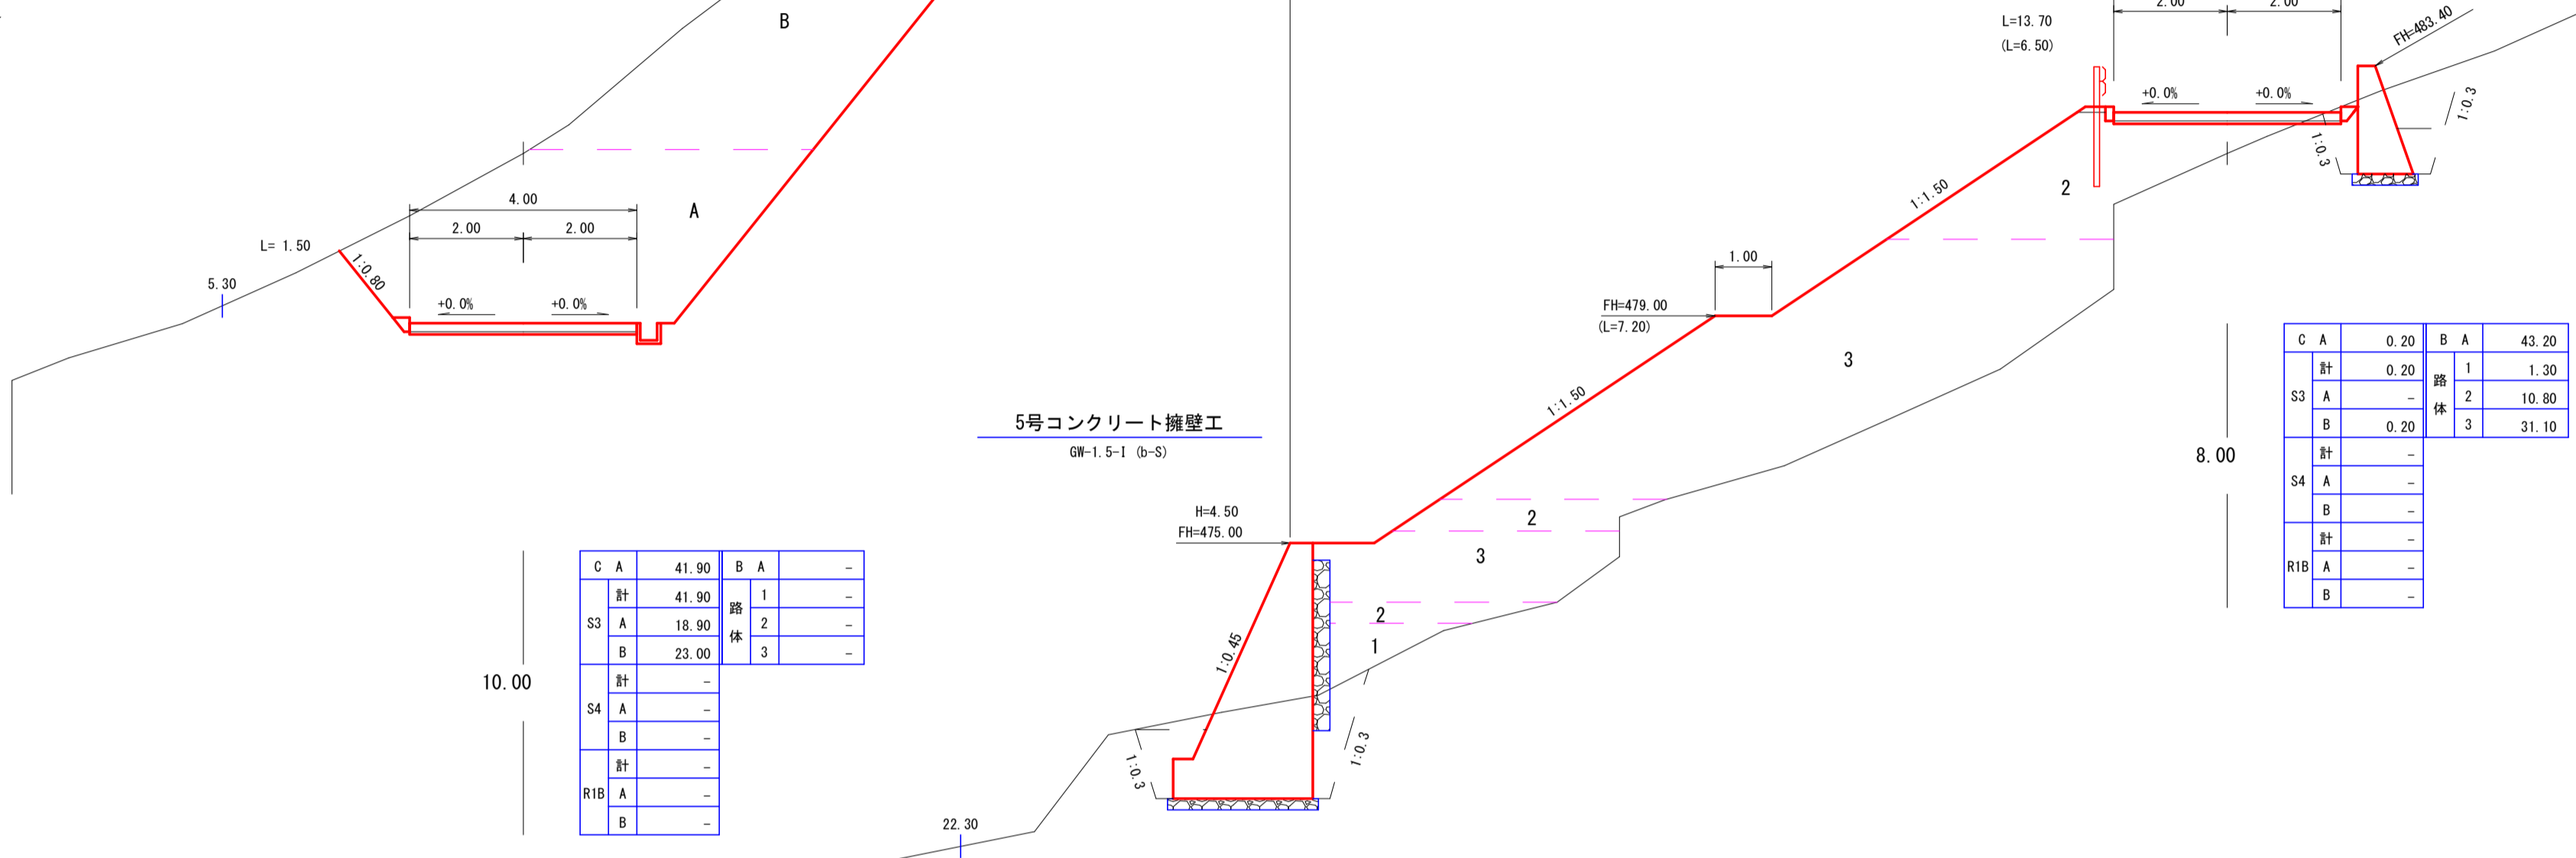 B
A
4.00
2.00
2.00
L= 1.50
1:0.80
5.30
+0.0%
+0.0%
10.00
C A 41.90 B A -
S3 計 41.90 路体 1 -
A 18.90 2 -
B 23.00 3 -
S4 計 -
A -
B -
R1B 計 -
A -
B -
5号コンクリート擁壁工
GW-1.5-I (b-S)
H=4.50
FH=475.00
1:0.45
1:0.3
1:0.3
22.30
1
2
3
2
1:1.50
FH=479.00
(L=7.20)
1.00
3
1:1.50
2
L=13.70
(L=6.50)
2.00
2.00
+0.0%
+0.0%
FH=483.40
1:0.3
1:0.3
8.00
C A 0.20 B A 43.20
S3 計 0.20 路体 1 1.30
A - 2 10.80
B 0.20 3 31.10
S4 計 -
A -
B -
R1B 計 -
A -
B -